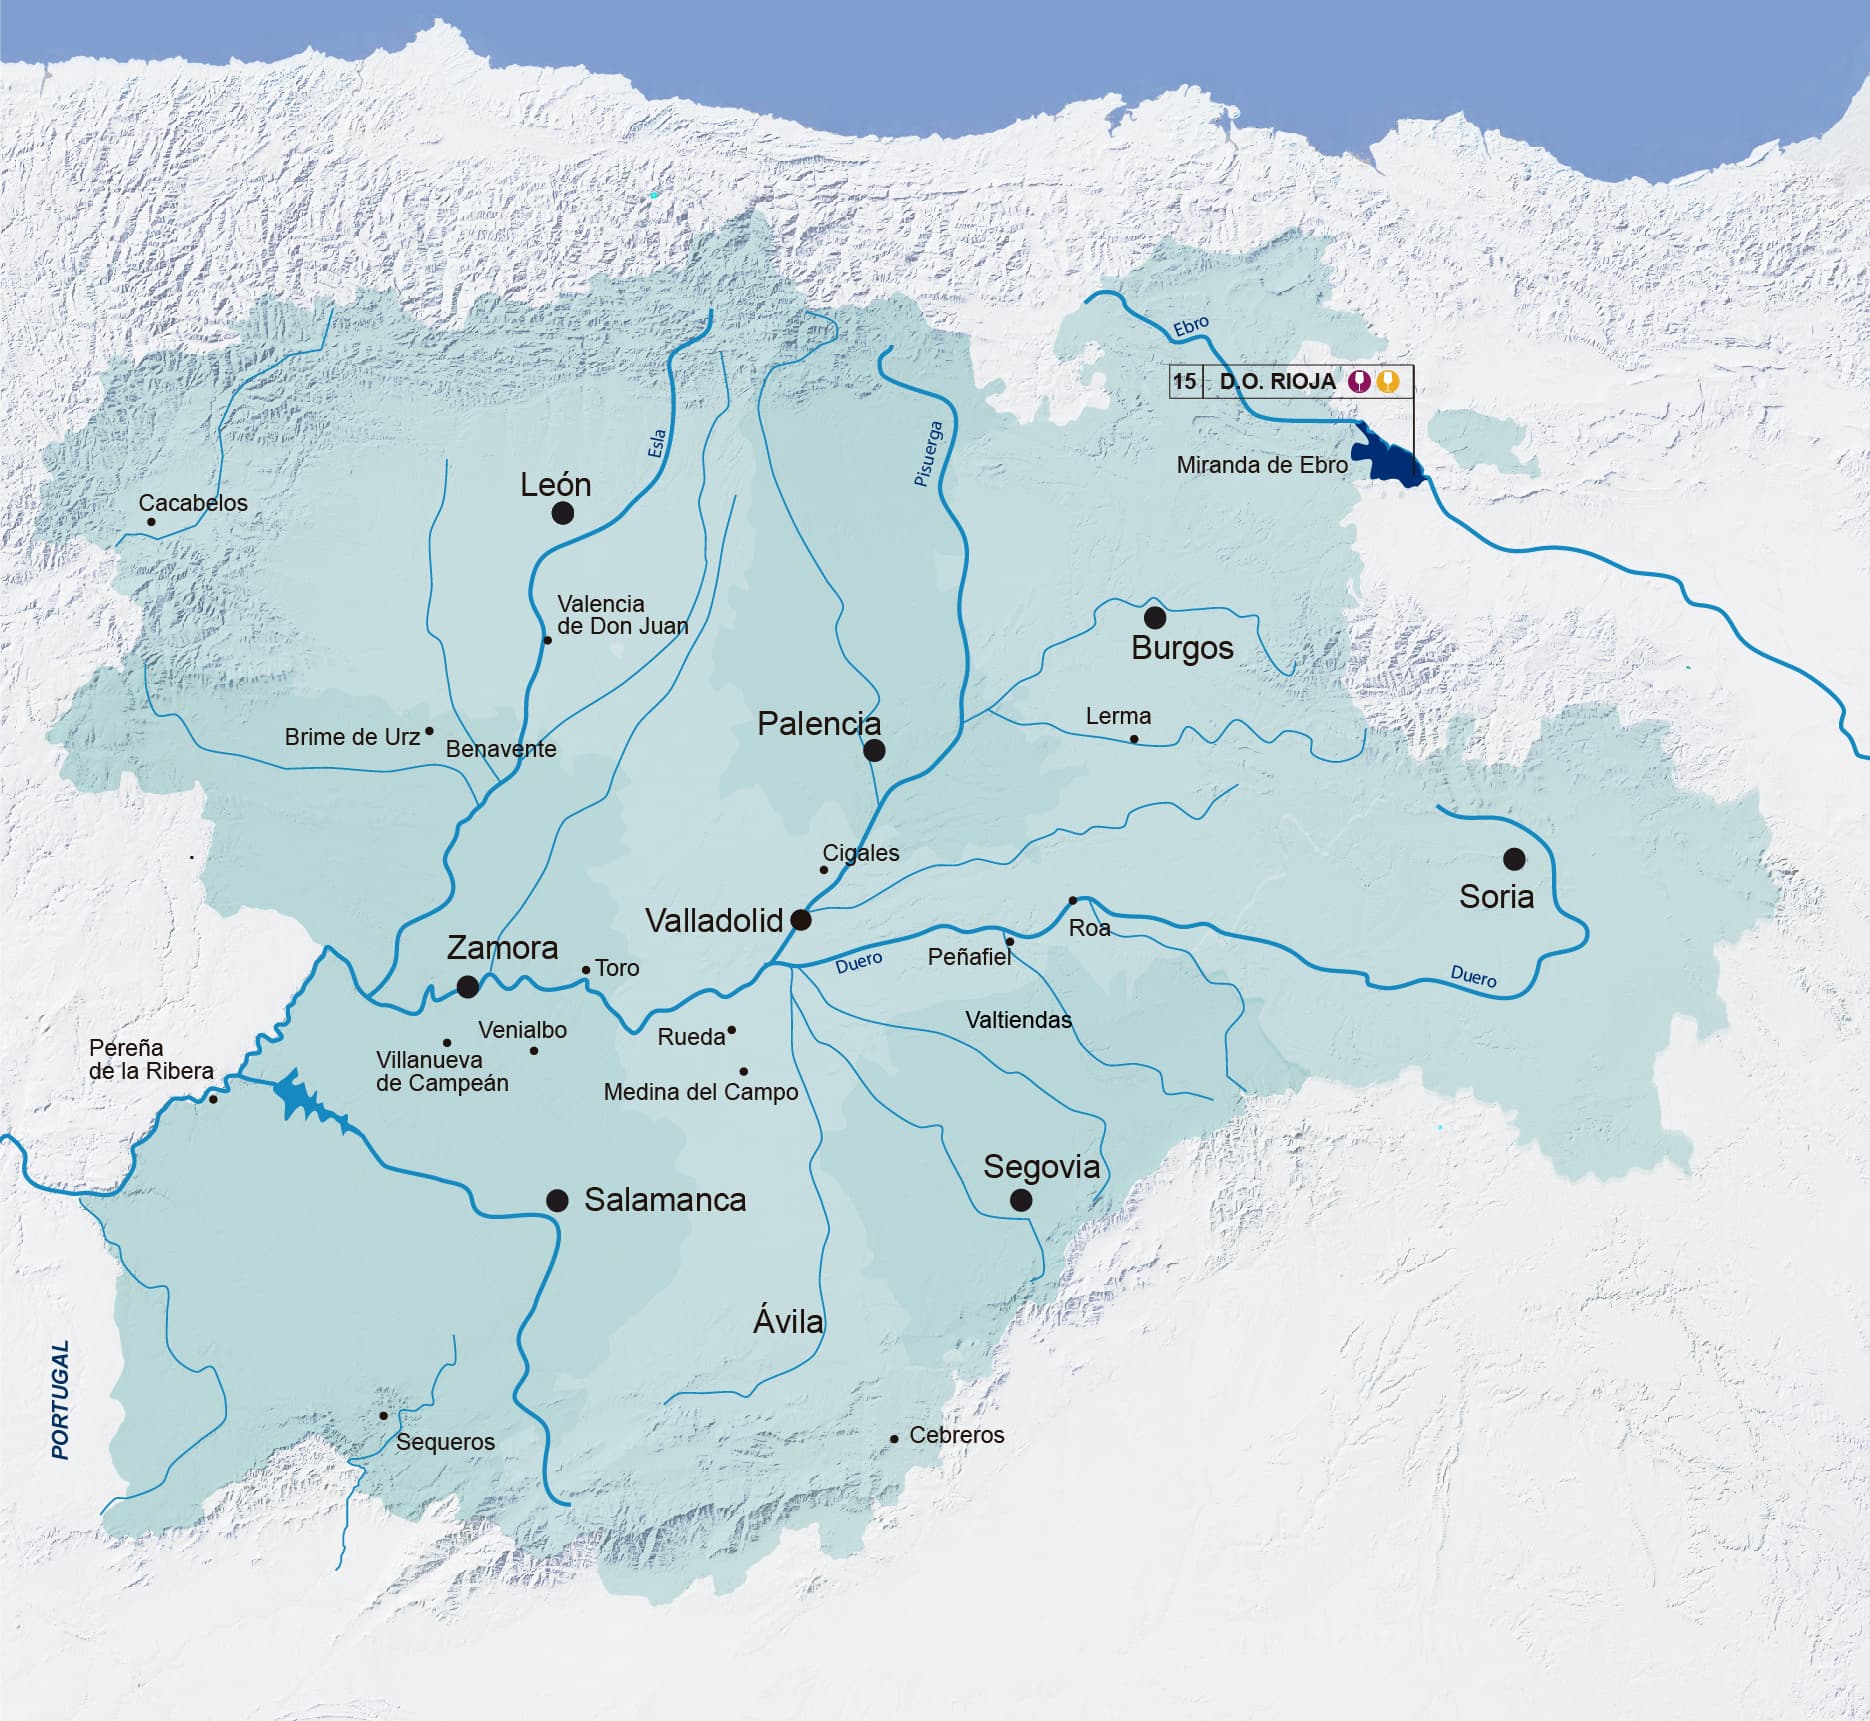 Ebro
15 D.O. RIOJA
Esla
Pisuerga
Miranda de Ebro
León
Cacabelos
Valencia
de Don Juan
Burgos
Lerma
Palencia
Brime de Urz
Benavente
Cigales
Soria
Valladolid
Roa
Zamora
Toro
Duero
Peñafiel
Duero
Venialbo
Rueda
Valtiendas
Pereña
de la Ribera
Villanueva
de Campeán
Medina del Campo
Segovia
Salamanca
Ávila
PORTUGAL
Sequeros
Cebreros